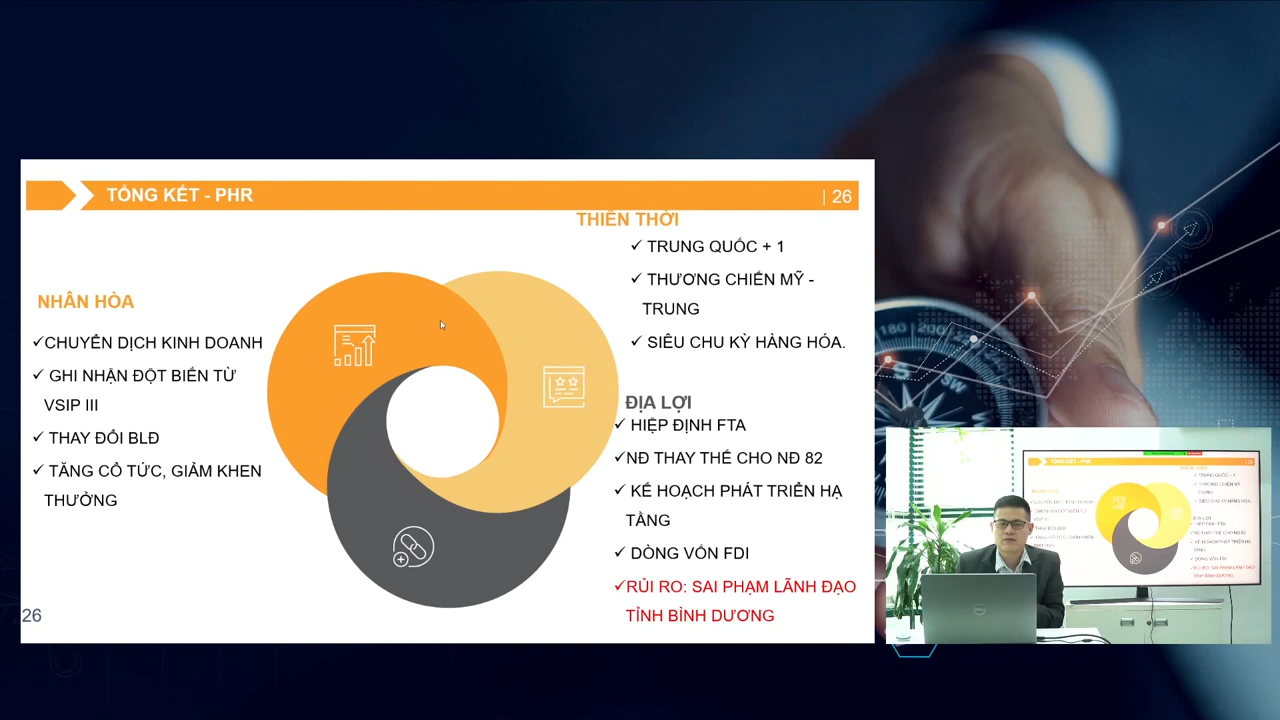 TỔNG KẾT - PHR
| 26
THIÊN THỜI
✓ TRUNG QUỐC + 1
✓ THƯƠNG CHIẾN MỸ -
TRUNG
✓ SIÊU CHU KỲ HÀNG HÓA.
NHÂN HÒA
✓CHUYỂN DỊCH KINH DOANH
✓ GHI NHẬN ĐỘT BIẾN TỪ
VSIP III
✓ THAY ĐỔI BLĐ
✓ TĂNG CỔ TỨC, GIẢM KHEN
THƯỞNG
ĐỊA LỢI
✓ HIỆP ĐỊNH FTA
✓NĐ THAY THẾ CHO NĐ 82
✓ KẾ HOẠCH PHÁT TRIỂN HẠ
TẦNG
✓ DÒNG VỐN FDI
✓RỦI RO: SAI PHẠM LÃNH ĐẠO
TỈNH BÌNH DƯƠNG
26
180
200
S
SW